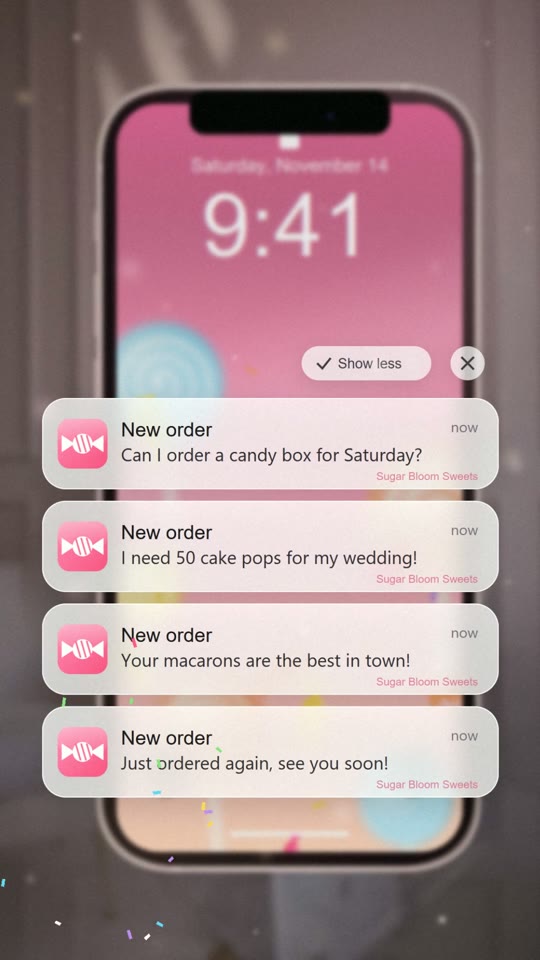 Saturday, November 14
9:41
Show less
New order
now
Can I order a candy box for Saturday?
Sugar Bloom Sweets
New order
now
I need 50 cake pops for my wedding!
Sugar Bloom Sweets
New order
now
Your macarons are the best in town!
Sugar Bloom Sweets
New order
now
Just ordered again, see you soon!
Sugar Bloom Sweets